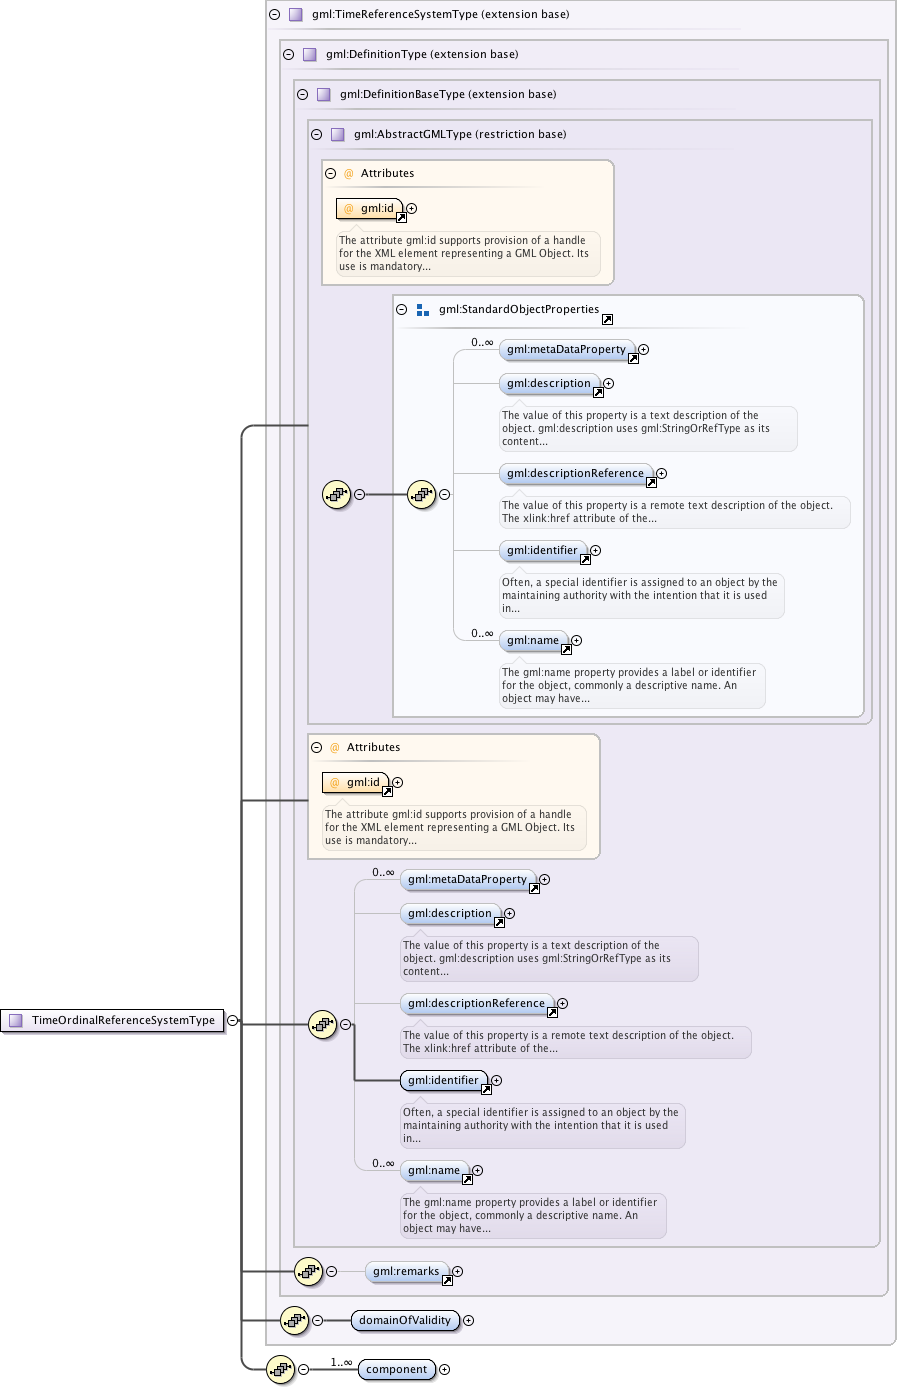 gml:TimeReferenceSystemType (extension base)
gml:DefinitionType (extension base)
gml:DefinitionBaseType (extension base)
gml:AbstractGMLType (restriction base)
@ Attributes
@ gml:id
The attribute gml:id supports provision of a handle
for the XML element representing a GML Object. Its
use is mandatory...
gml:StandardObjectProperties
0..∞
gml:metaDataProperty
gml:description
The value of this property is a text description of the
object. gml:description uses gml:StringOrRefType as its
content...
gml:descriptionReference
The value of this property is a remote text description of the object.
The xlink:href attribute of the...
gml:identifier
Often, a special identifier is assigned to an object by the
maintaining authority with the intention that it is used
in...
0..∞
gml:name
The gml:name property provides a label or identifier
for the object, commonly a descriptive name. An
object may have...
@ Attributes
@ gml:id
The attribute gml:id supports provision of a handle
for the XML element representing a GML Object. Its
use is mandatory...
0..∞
gml:metaDataProperty
gml:description
The value of this property is a text description of the
object. gml:description uses gml:StringOrRefType as its
content...
gml:descriptionReference
The value of this property is a remote text description of the object.
The xlink:href attribute of the...
TimeOrdinalReferenceSystemType
gml:identifier
Often, a special identifier is assigned to an object by the
maintaining authority with the intention that it is used
in...
0..∞
gml:name
The gml:name property provides a label or identifier
for the object, commonly a descriptive name. An
object may have...
gml:remarks
domainOfValidity
1..∞
component